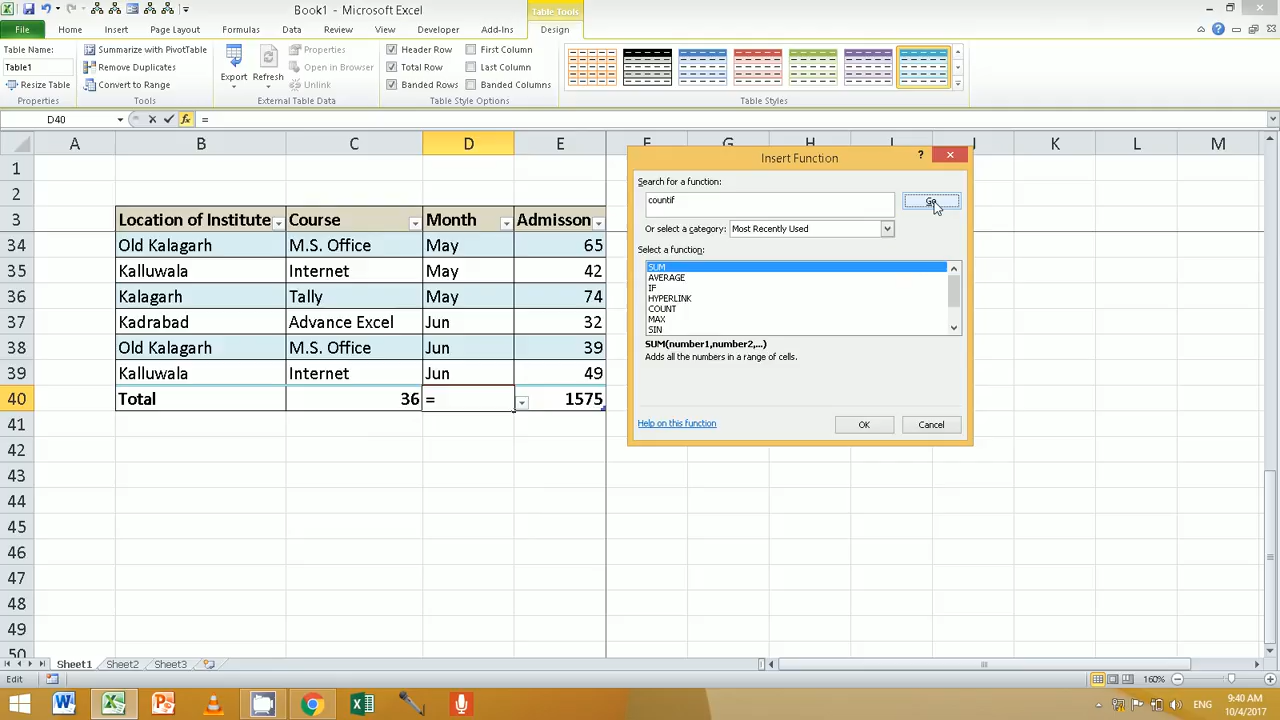 Book1 - Microsoft Excel
Table Tools
File Home Insert Page Layout Formulas Data Review View Developer Add-Ins Design
Table Name:
Table1
Resize Table
Properties
Summarize with PivotTable
Remove Duplicates
Tools
Export
Refresh
Properties
Open in Browser
Unlink
External Table Data
Header Row
Total Row
Banded Rows
First Column
Last Column
Banded Columns
Table Style Options
Table Styles
D40 fx =
A B C D E F G H I J K L M
1
2
3 Location of Institute Course Month Admisson
34 Old Kalagarh M.S. Office May 65
35 Kalluwala Internet May 42
36 Kalagarh Tally May 74
37 Kadrabad Advance Excel Jun 32
38 Old Kalagarh M.S. Office Jun 39
39 Kalluwala Internet Jun 49
40 Total 36 = 1575
41
42
43
44
45
46
47
48
49
50
Insert Function
?
Search for a function:
countif
Go
Or select a category: Most Recently Used
Select a function:
SUM
AVERAGE
IF
HYPERLINK
COUNT
MAX
SIN
SUM(number1,number2,...)
Adds all the numbers in a range of cells.
Help on this function
OK
Cancel
Sheet1 Sheet2 Sheet3
Edit
160%
ENG
9:40 AM
10/4/2017